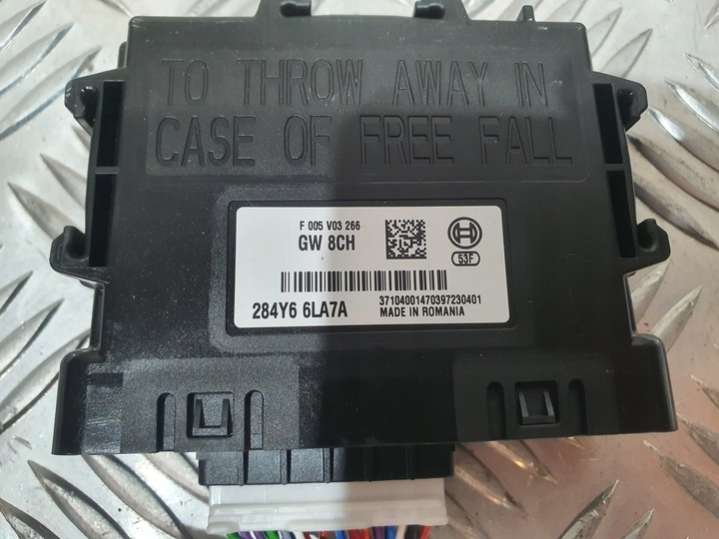 TO THROW AWAY IN
CASE OF FREE FALL
F 005 V03 266
GW 8CH
53F
284Y6 6LA7A
37104001470397230401
MADE IN ROMANIA